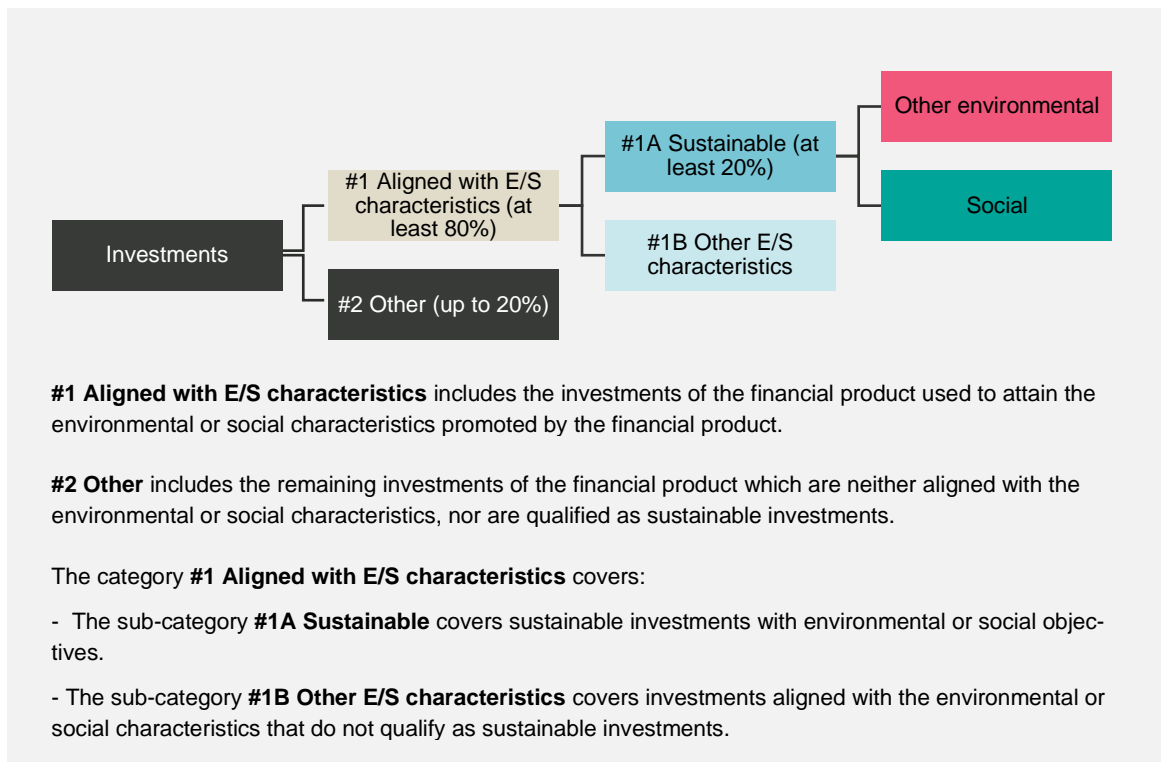 Other environmental
#1A Sustainable (at
least 20%)
#1 Aligned with E/S
characteristics (at
least 80%)
Social
Investments
#1B Other E/S
characteristics
#2 Other (up to 20%)
#1 Aligned with E/S characteristics includes the investments of the financial product used to attain the
environmental or social characteristics promoted by the financial product.
#2 Other includes the remaining investments of the financial product which are neither aligned with the
environmental or social characteristics, nor are qualified as sustainable investments.
The category #1 Aligned with E/S characteristics covers:
- The sub-category #1A Sustainable covers sustainable investments with environmental or social objec-
tives.
- The sub-category #1B Other E/S characteristics covers investments aligned with the environmental or
social characteristics that do not qualify as sustainable investments.